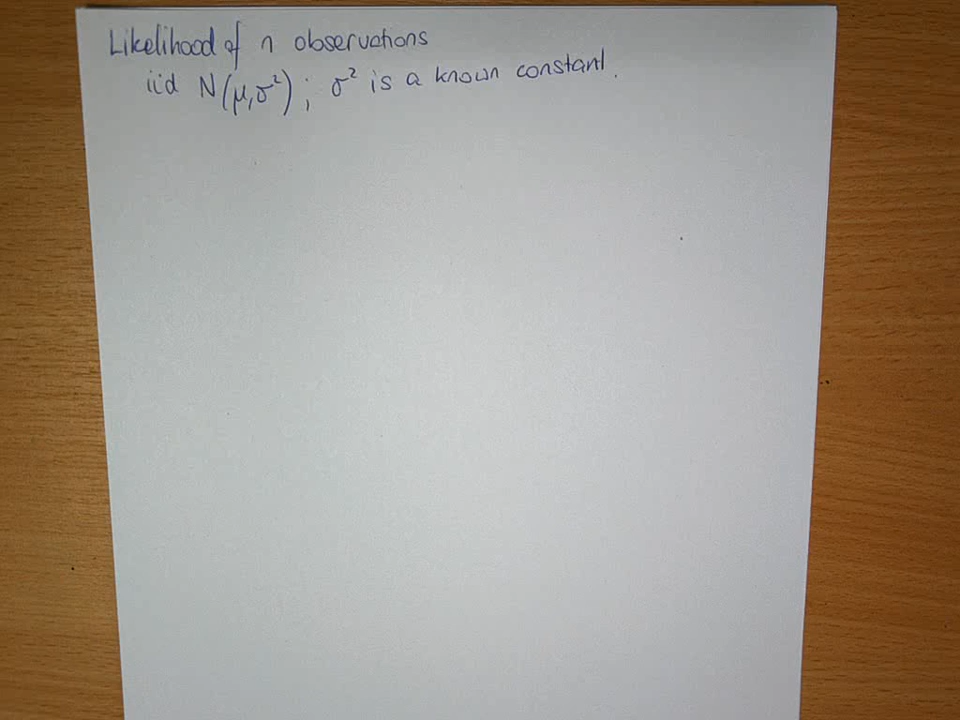 Likelihood of n observations
iid N(μ,σ²); σ² is a known constant.